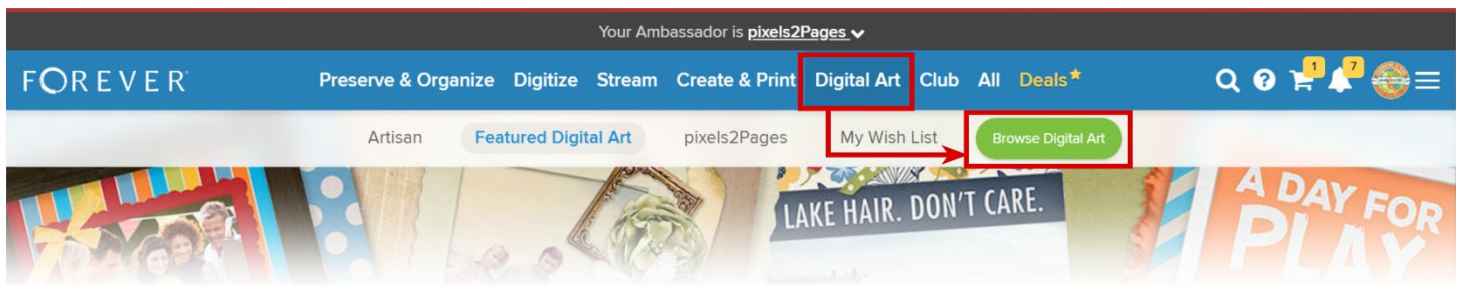 Your Ambassador is pixels2Pages
FOREVER® Preserve & Organize Digitize Stream Create & Print Digital Art Club All Deals 1 7
Artisan Featured Digital Art pixels2Pages My Wish List Browse Digital Art
LAKE HAIR. DON'T CARE.
A DAY FOR
PLAY